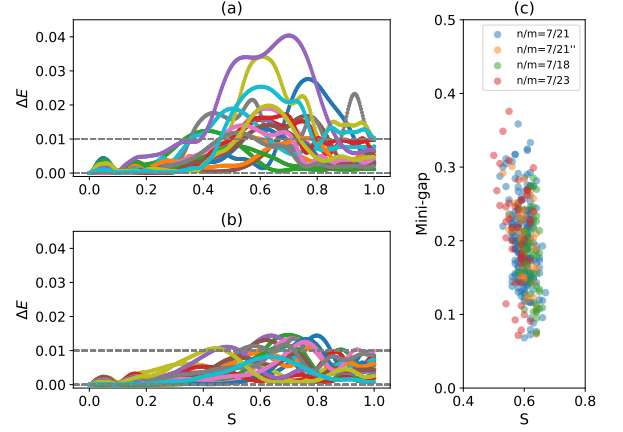 (a)
ΔE
0.04
0.03
0.02
0.01
0.00
0.0 0.2 0.4 0.6 0.8 1.0
(b)
ΔE
0.04
0.03
0.02
0.01
0.00
0.0 0.2 0.4 0.6 0.8 1.0
S
(c)
Mini-gap
0.5
0.4
0.3
0.2
0.1
0.0
n/m=7/21
n/m=7/21''
n/m=7/18
n/m=7/23
0.4 0.6 0.8
S